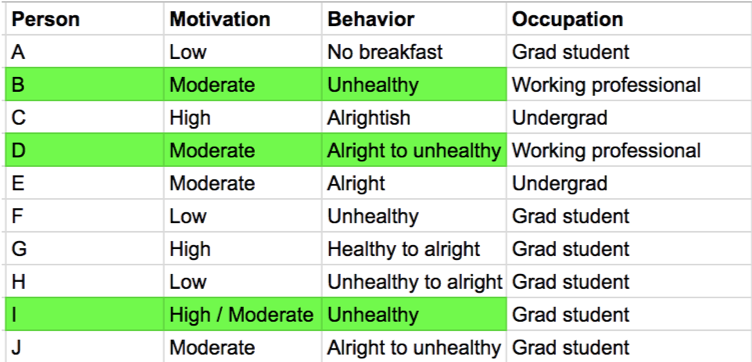 Person Motivation Behavior Occupation
A Low No breakfast Grad student
B Moderate Unhealthy Working professional
C High Alrightish Undergrad
D Moderate Alright to unhealthy Working professional
E Moderate Alright Undergrad
F Low Unhealthy Grad student
G High Healthy to alright Grad student
H Low Unhealthy to alright Grad student
I High / Moderate Unhealthy Grad student
J Moderate Alright to unhealthy Grad student